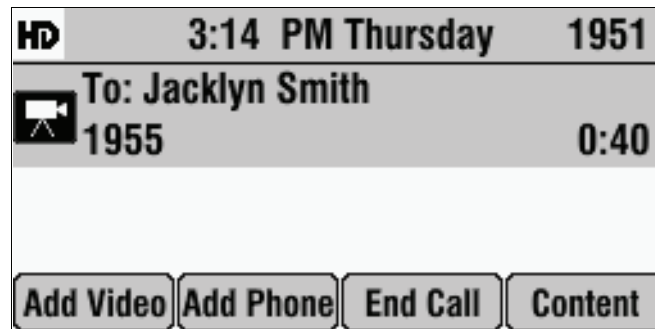 HD 3:14 PM Thursday 1951
To: Jacklyn Smith
1955 0:40
Add Video Add Phone End Call Content